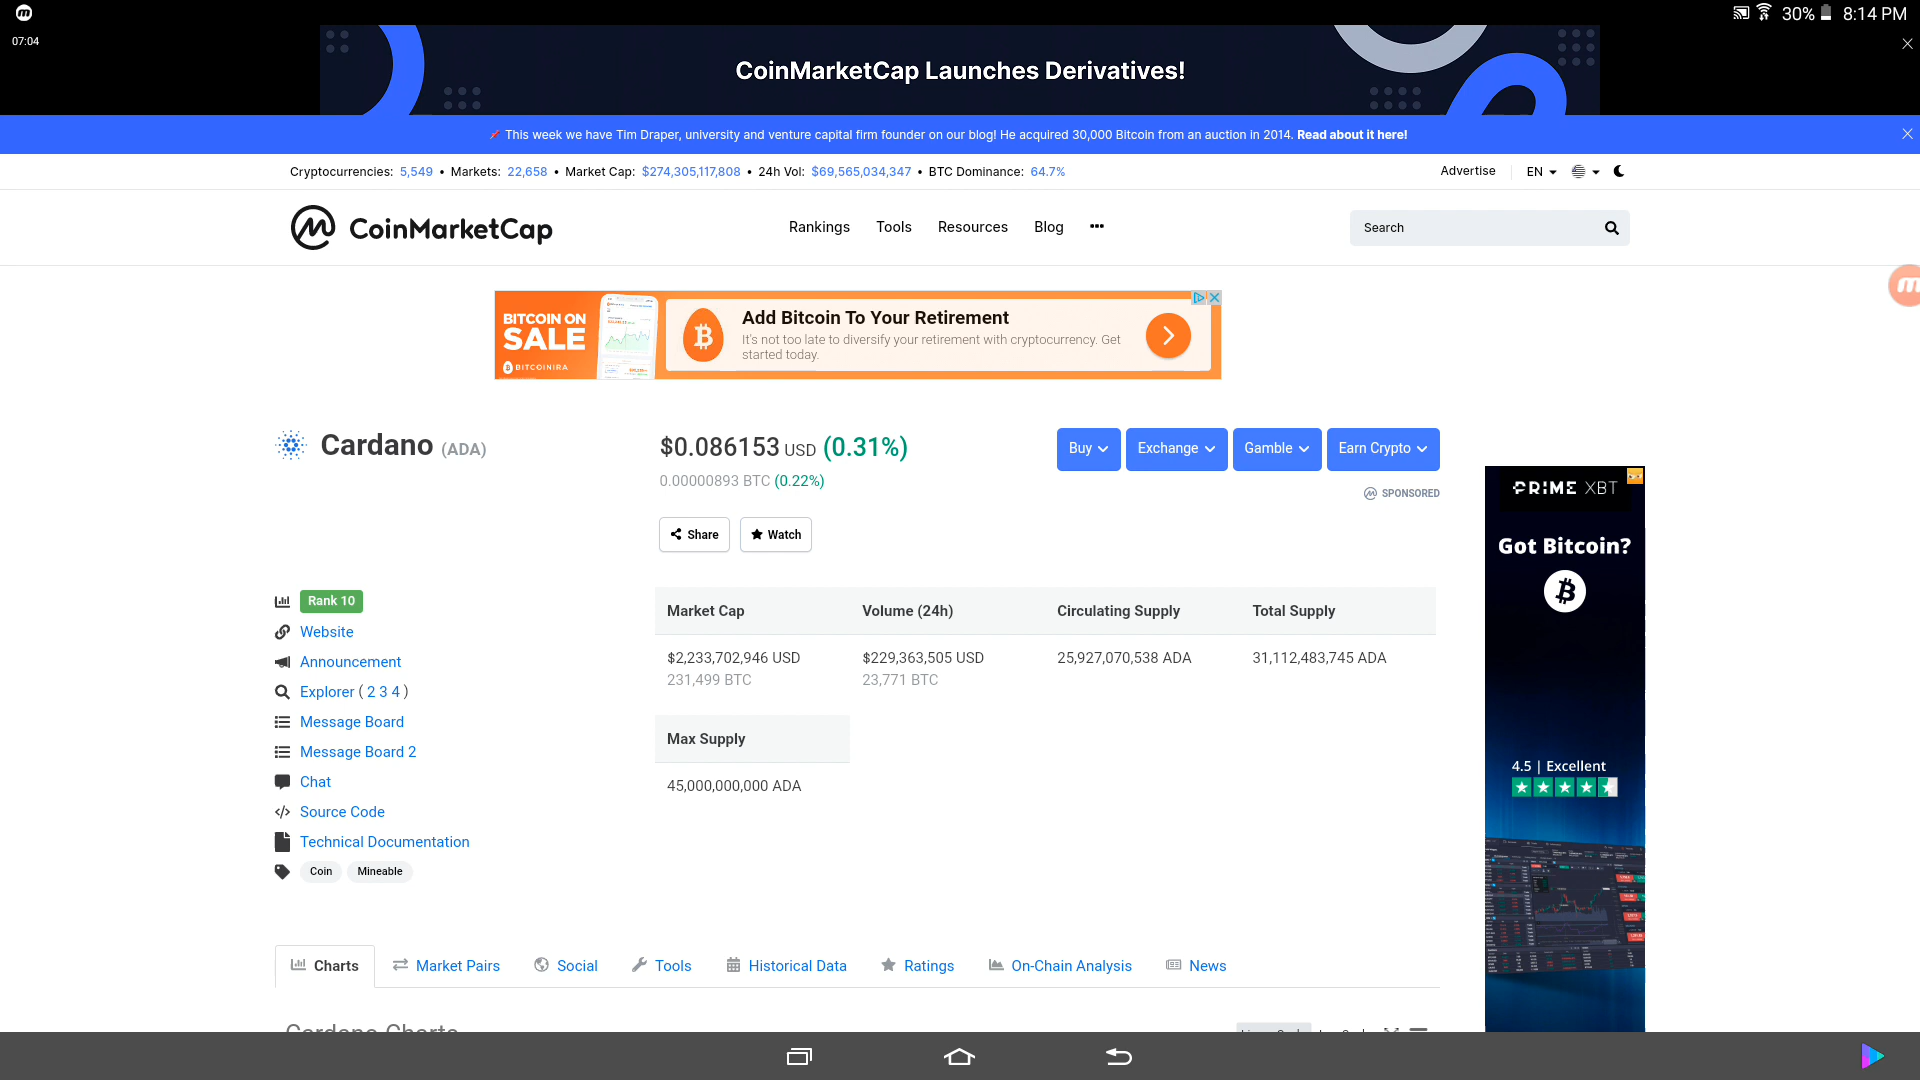 30% 8:14 PM
07:04
CoinMarketCap Launches Derivatives!
This week we have Tim Draper, university and venture capital firm founder on our blog! He acquired 30,000 Bitcoin from an auction in 2014. Read about it here!
Cryptocurrencies: 5,549 • Markets: 22,658 • Market Cap: $274,305,117,808 • 24h Vol: $69,565,034,347 • BTC Dominance: 64.7%
Advertise EN
CoinMarketCap
Rankings Tools Resources Blog •••
Search
BITCOIN ON
SALE
BITCOINIRA
Add Bitcoin To Your Retirement
It's not too late to diversify your retirement with cryptocurrency. Get
started today.
Cardano (ADA)
$0.086153 USD (0.31%)
0.00000893 BTC (0.22%)
Buy Exchange Gamble Earn Crypto
SPONSORED
Share Watch
Rank 10
Website
Announcement
Explorer ( 2 3 4 )
Message Board
Message Board 2
Chat
Source Code
Technical Documentation
Coin Mineable
Market Cap Volume (24h) Circulating Supply Total Supply
$2,233,702,946 USD $229,363,505 USD 25,927,070,538 ADA 31,112,483,745 ADA
231,499 BTC 23,771 BTC
Max Supply
45,000,000,000 ADA
PRIME XBT
Got Bitcoin?
4.5 | Excellent
Charts Market Pairs Social Tools Historical Data Ratings On-Chain Analysis News
Cardano Charts